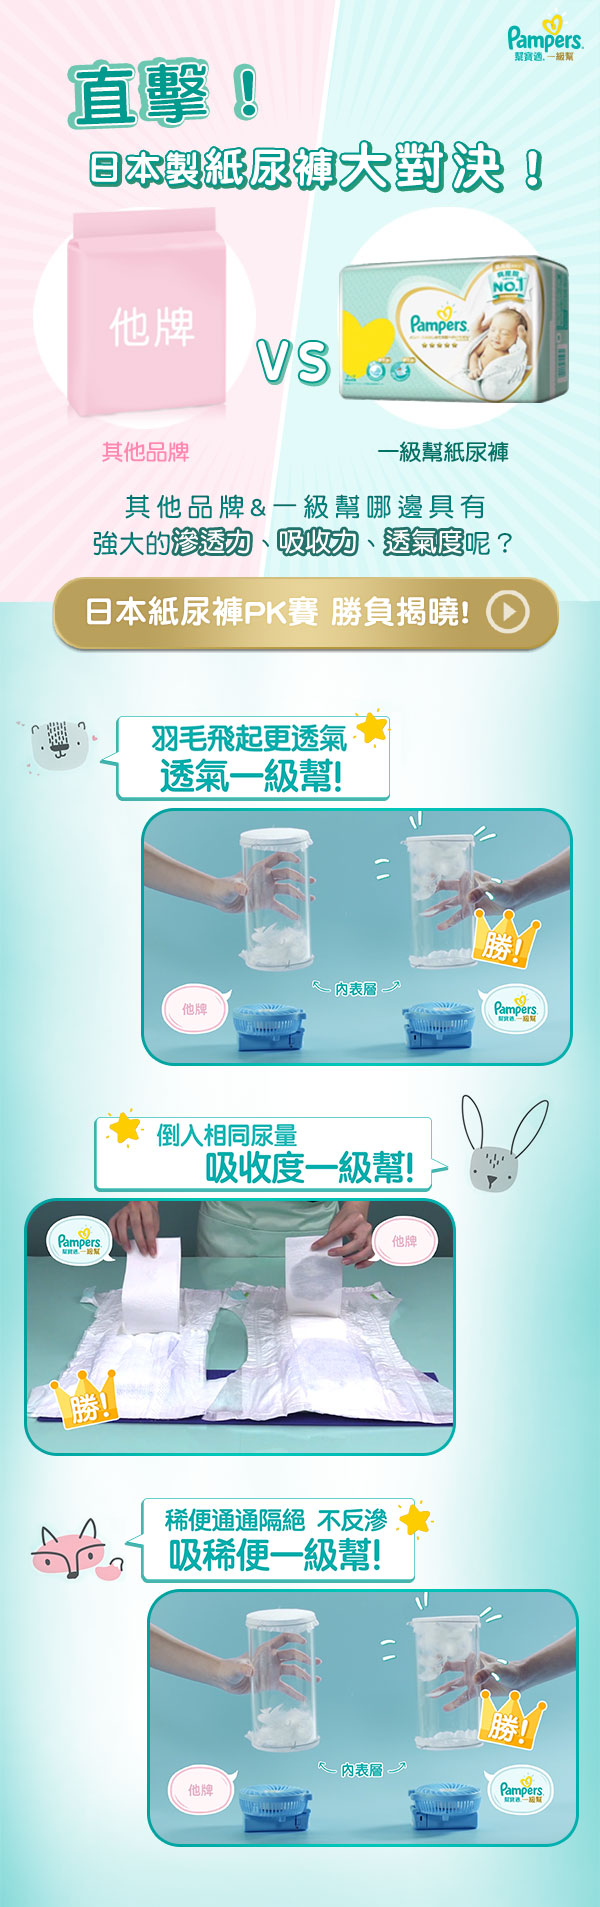 Pampers
幫寶適 一級幫
直擊！
日本製紙尿褲大對決！
他牌
VS
NO.1
Pampers
其他品牌
一級幫紙尿褲
其他品牌&一級幫哪邊具有
強大的滲透力、吸收力、透氣度呢？
日本紙尿褲PK賽 勝負揭曉!
羽毛飛起更透氣
透氣一級幫!
勝!
內表層
他牌
Pampers
幫寶適 一級幫
倒入相同尿量
吸收度一級幫!
Pampers
幫寶適 一級幫
他牌
勝!
稀便通通隔絕 不反滲
吸稀便一級幫!
勝!
內表層
他牌
Pampers
幫寶適 一級幫